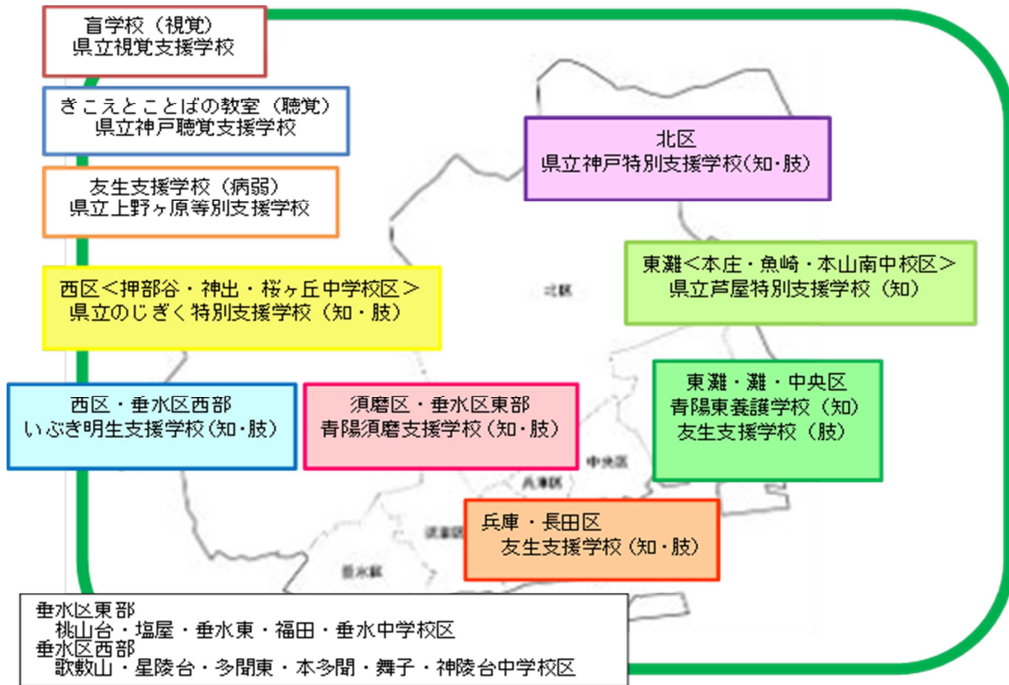 盲学校（視覚）
県立視覚支援学校
きこえとことばの教室（聴覚）
県立神戸聴覚支援学校
友生支援学校（病弱）
県立上野ヶ原等別支援学校
北区
県立神戸特別支援学校（知・肢）
西区＜押部谷・神出・桜ヶ丘中学校区＞
県立のじぎく特別支援学校（知・肢）
東灘＜本庄・魚崎・本山南中校区＞
県立芦屋特別支援学校（知）
北区
西区・垂水区西部
いぶき明生支援学校（知・肢）
須磨区・垂水区東部
青陽須磨支援学校（知・肢）
東灘・灘・中央区
青陽東養護学校（知）
友生支援学校（肢）
中央区
兵庫区
兵庫・長田区
友生支援学校（知・肢）
須磨区
垂水区
垂水区東部
桃山台・塩屋・垂水東・福田・垂水中学校区
垂水区西部
歌敷山・星陵台・多聞東・本多聞・舞子・神陵台中学校区